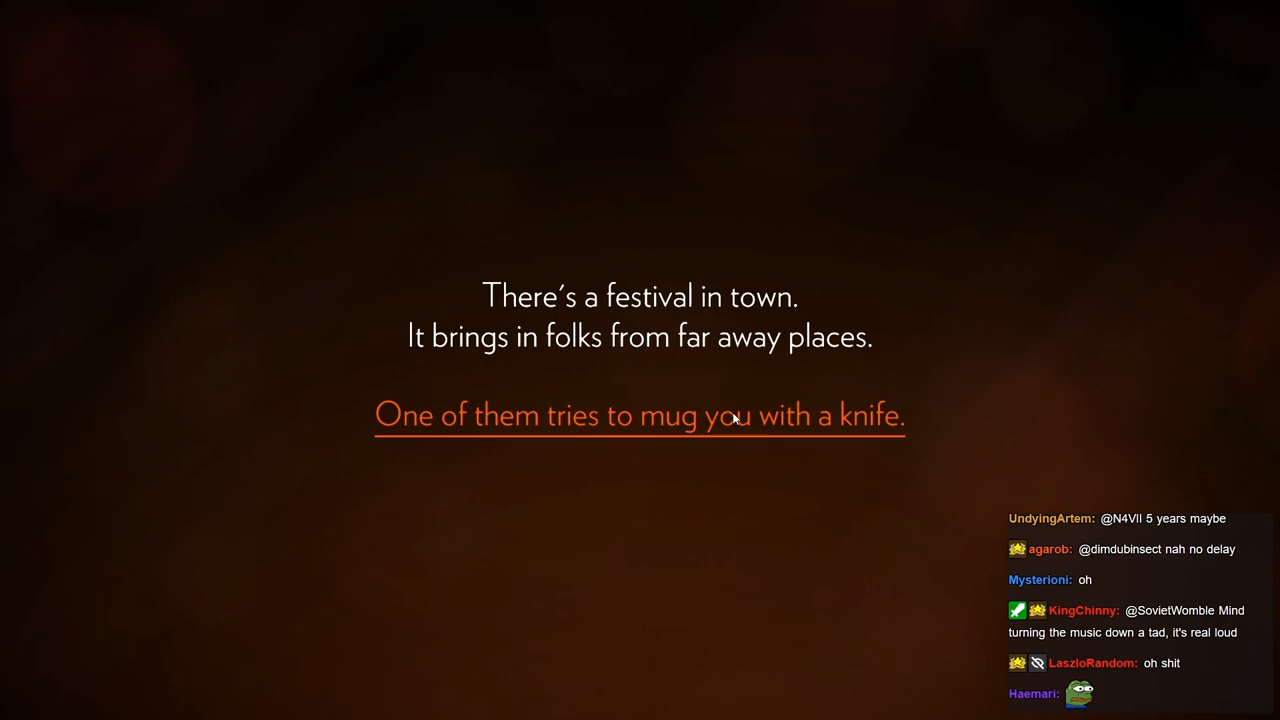 There's a festival in town.
It brings in folks from far away places.
One of them tries to mug you with a knife.
UndyingArtem: @N4VII 5 years maybe
agarob: @dimdubinsect nah no delay
Mysterioni: oh
KingChinny: @SovietWomble Mind
turning the music down a tad, it's real loud
LaszloRandom: oh shit
Haemari: